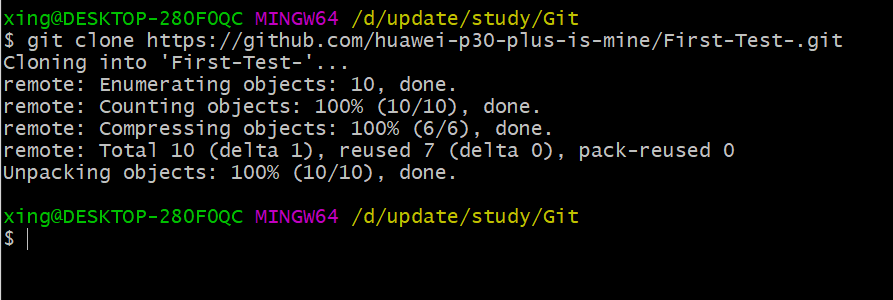 xing@DESKTOP-280F0QC MINGW64 /d/update/study/Git
$ git clone https://github.com/huawei-p30-plus-is-mine/First-Test-.git
Cloning into 'First-Test-'...
remote: Enumerating objects: 10, done.
remote: Counting objects: 100% (10/10), done.
remote: Compressing objects: 100% (6/6), done.
remote: Total 10 (delta 1), reused 7 (delta 0), pack-reused 0
Unpacking objects: 100% (10/10), done.
xing@DESKTOP-280F0QC MINGW64 /d/update/study/Git
$